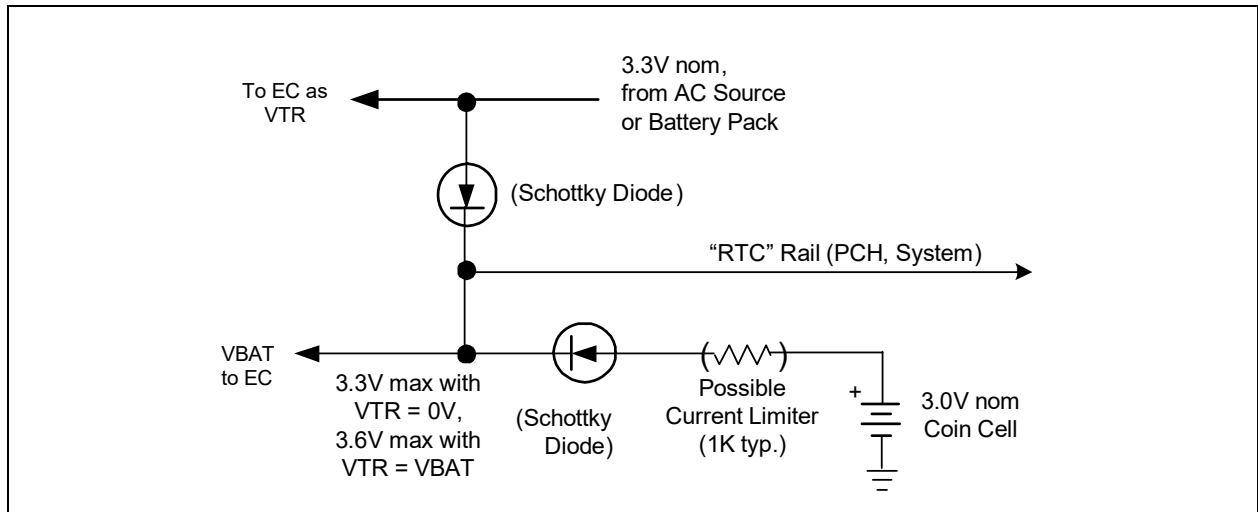 3.3V nom,
from AC Source
or Battery Pack
To EC as
VTR
(Schottky Diode)
“RTC” Rail (PCH, System)
VBAT
to EC
3.3V max with
VTR = 0V,
3.6V max with
VTR = VBAT
(Schottky
Diode)
( )
Possible
Current Limiter
(1K typ.)
+
3.0V nom
Coin Cell